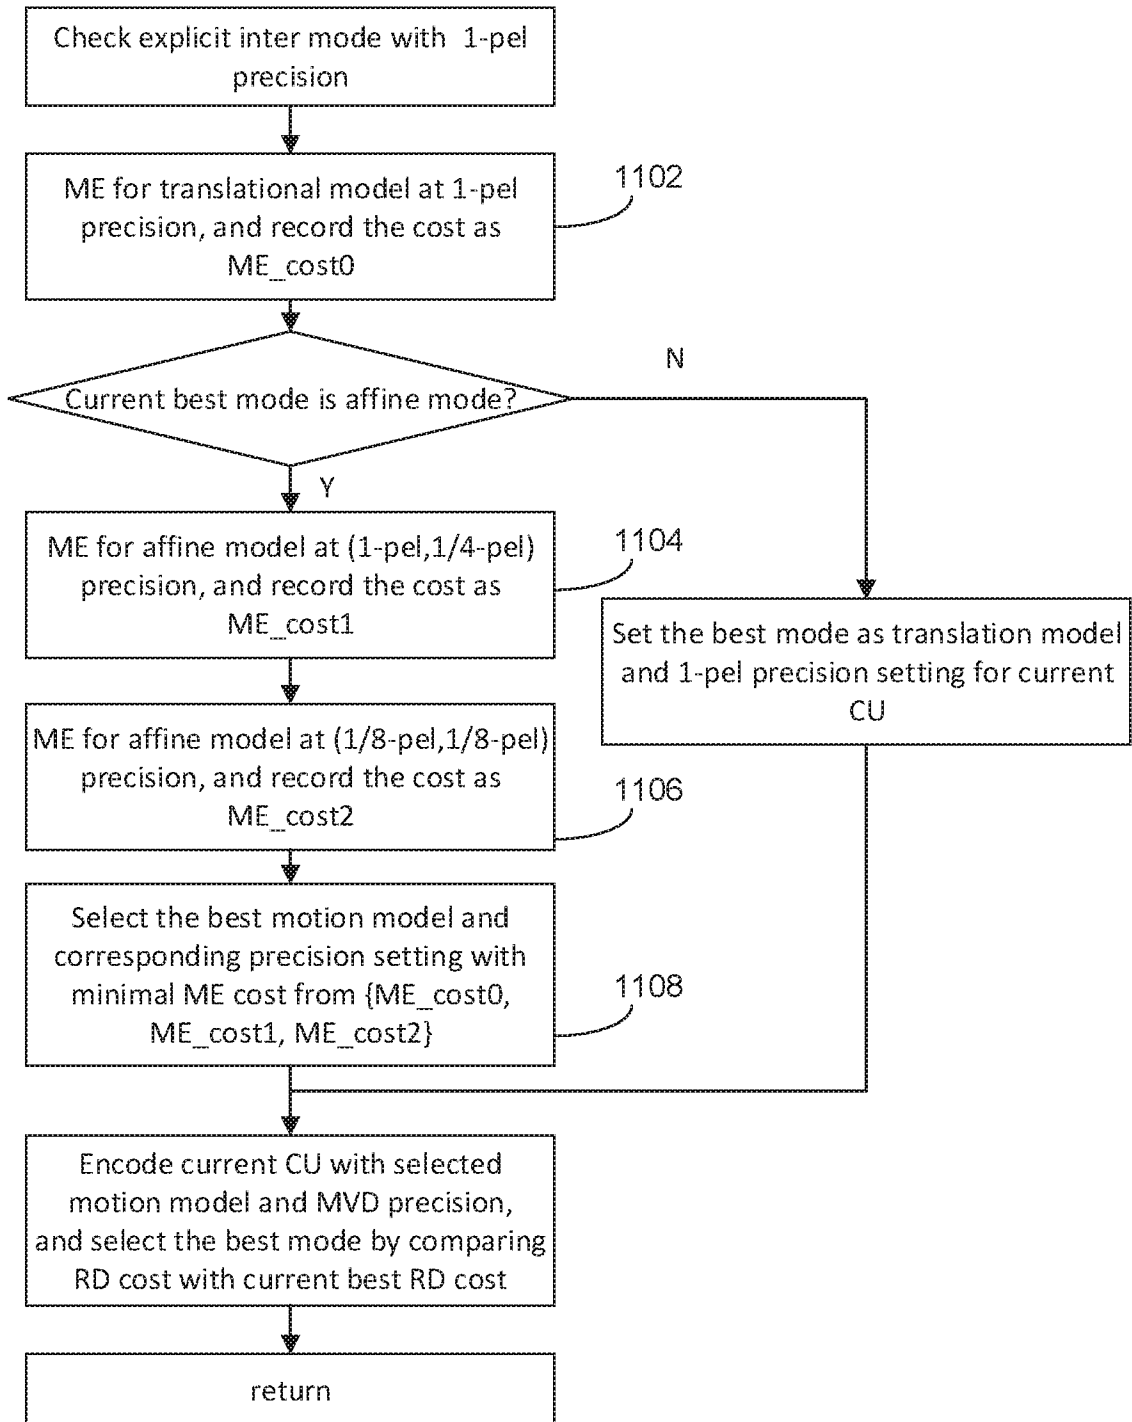 Check explicit inter mode with 1-pel
precision
ME for translational model at 1-pel
precision, and record the cost as
ME_cost0
1102
Current best mode is affine mode?
N
Y
ME for affine model at (1-pel,1/4-pel)
precision, and record the cost as
ME_cost1
1104
Set the best mode as translation model
and 1-pel precision setting for current
CU
ME for affine model at (1/8-pel,1/8-pel)
precision, and record the cost as
ME_cost2
1106
Select the best motion model and
corresponding precision setting with
minimal ME cost from {ME_cost0,
ME_cost1, ME_cost2}
1108
Encode current CU with selected
motion model and MVD precision,
and select the best mode by comparing
RD cost with current best RD cost
return